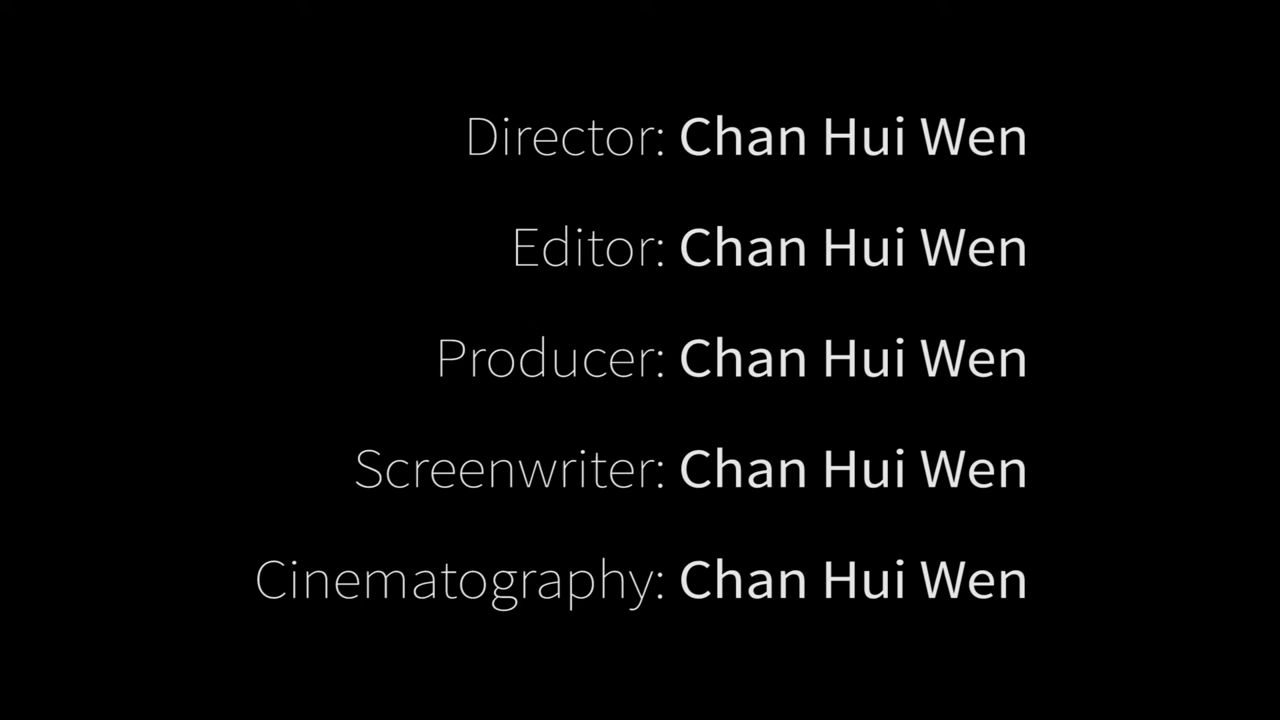 Director: Chan Hui Wen
Editor: Chan Hui Wen
Producer: Chan Hui Wen
Screenwriter: Chan Hui Wen
Cinematography: Chan Hui Wen